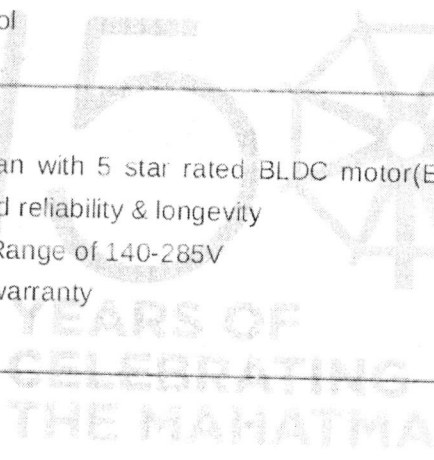 ol
an with 5 star rated BLDC motor(E
d reliability & longevity
Range of 140-285V
warranty
150
YEARS OF
CELEBRATING
THE MAHATMA